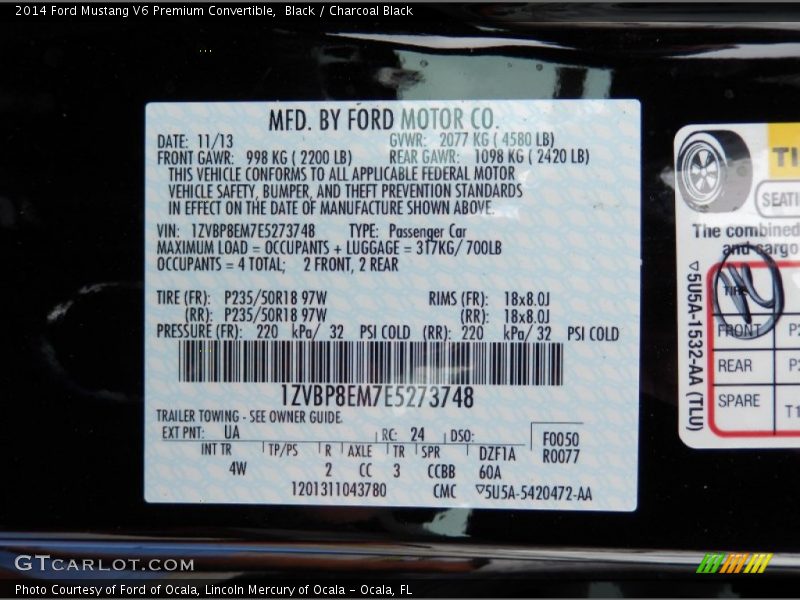 2014 Ford Mustang V6 Premium Convertible,  Black / Charcoal Black
MFD. BY FORD MOTOR CO.
DATE: 11/13 GVWR: 2077 KG ( 4580 LB)
FRONT GAWR: 998 KG ( 2200 LB) REAR GAWR: 1098 KG ( 2420 LB)
THIS VEHICLE CONFORMS TO ALL APPLICABLE FEDERAL MOTOR
VEHICLE SAFETY, BUMPER, AND THEFT PREVENTION STANDARDS
IN EFFECT ON THE DATE OF MANUFACTURE SHOWN ABOVE.
VIN: 1ZVBP8EM7E5273748 TYPE: Passenger Car
MAXIMUM LOAD = OCCUPANTS + LUGGAGE = 317KG/ 700LB
OCCUPANTS = 4 TOTAL; 2 FRONT, 2 REAR
TIRE (FR): P235/50R18 97W RIMS (FR): 18x8.0J
(RR): P235/50R18 97W (RR): 18x8.0J
PRESSURE (FR): 220 kPa/ 32 PSI COLD (RR): 220 kPa/ 32 PSI COLD
1ZVBP8EM7E5273748
TRAILER TOWING - SEE OWNER GUIDE.
EXT PNT: UA RC: 24 DSO: F0050
INT TR TP/PS R AXLE TR SPR DZF1A R0077
4W 2 CC 3 CCBB 60A
1201311043780 CMC ▽5U5A-5420472-AA
TI
SEATI
The combined
and cargo
TIRE
FRONT P2
REAR P2
SPARE T1
▽5U5A-1532-AA (TLU)
GTCARLOT.COM
Photo Courtesy of Ford of Ocala, Lincoln Mercury of Ocala - Ocala, FL